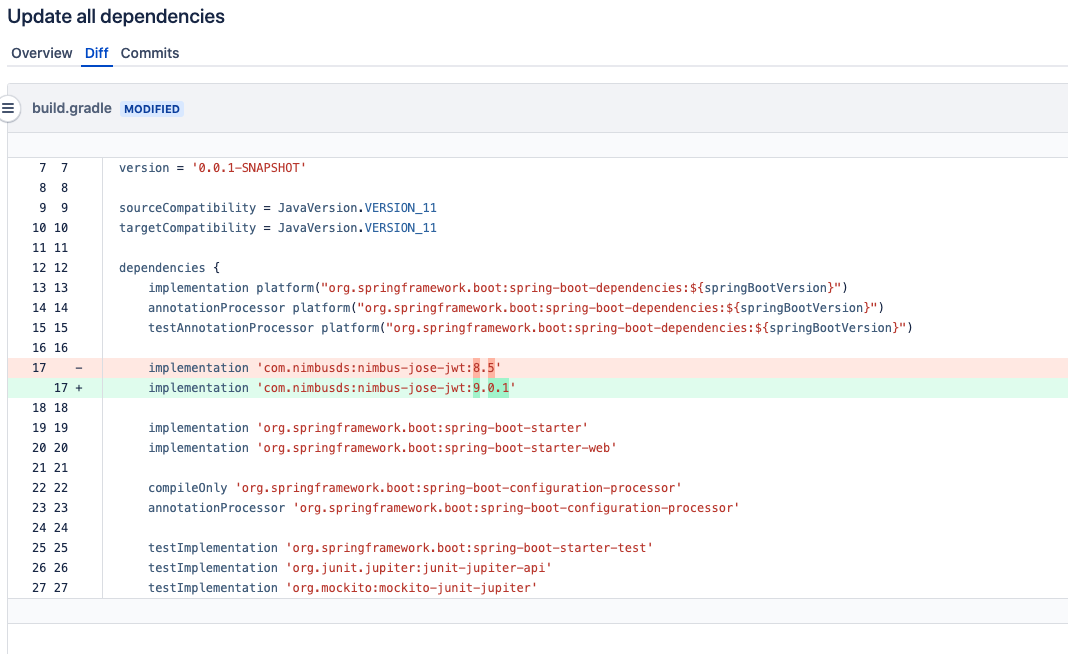 Update all dependencies
Overview Diff Commits
build.gradle MODIFIED
7 7 version = '0.0.1-SNAPSHOT'
8 8
9 9 sourceCompatibility = JavaVersion.VERSION_11
10 10 targetCompatibility = JavaVersion.VERSION_11
11 11
12 12 dependencies {
13 13 implementation platform("org.springframework.boot:spring-boot-dependencies:${springBootVersion}")
14 14 annotationProcessor platform("org.springframework.boot:spring-boot-dependencies:${springBootVersion}")
15 15 testAnnotationProcessor platform("org.springframework.boot:spring-boot-dependencies:${springBootVersion}")
16 16
17 - implementation 'com.nimbusds:nimbus-jose-jwt:8.5'
17 + implementation 'com.nimbusds:nimbus-jose-jwt:9.0.1'
18 18
19 19 implementation 'org.springframework.boot:spring-boot-starter'
20 20 implementation 'org.springframework.boot:spring-boot-starter-web'
21 21
22 22 compileOnly 'org.springframework.boot:spring-boot-configuration-processor'
23 23 annotationProcessor 'org.springframework.boot:spring-boot-configuration-processor'
24 24
25 25 testImplementation 'org.springframework.boot:spring-boot-starter-test'
26 26 testImplementation 'org.junit.jupiter:junit-jupiter-api'
27 27 testImplementation 'org.mockito:mockito-junit-jupiter'